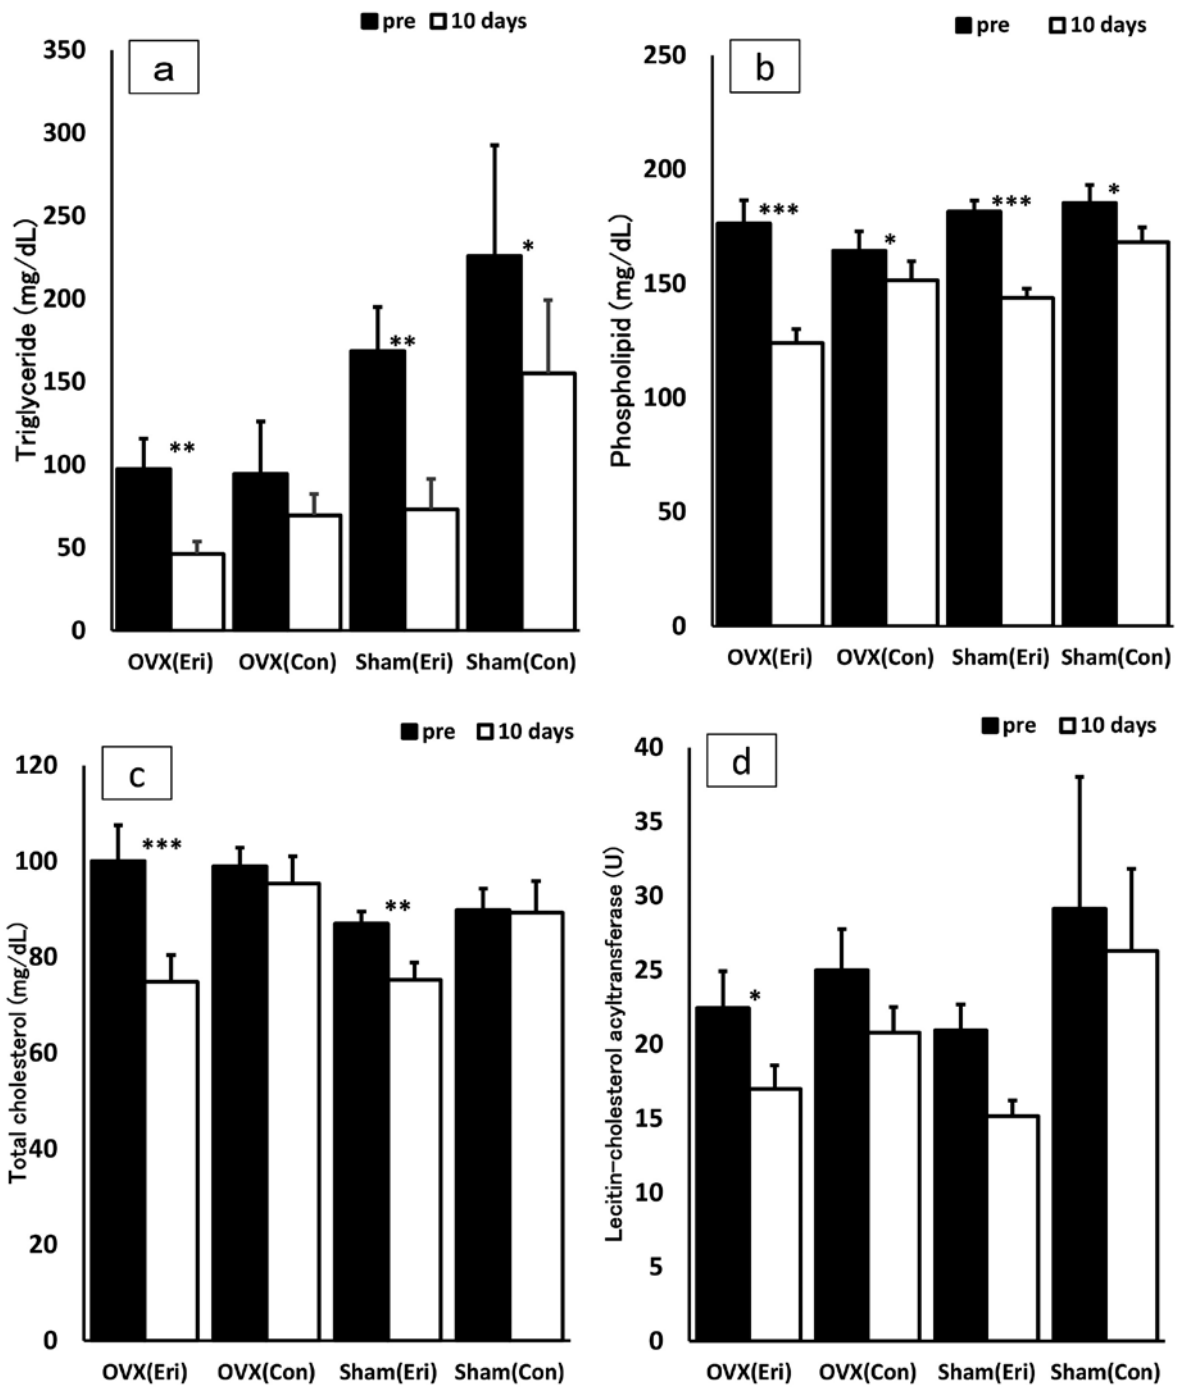 pre 10 days
a
350
300
250
200
150
100
50
0
Triglyceride (mg/dL)
**
**
*
OVX(Eri) OVX(Con) Sham(Eri) Sham(Con)
pre 10 days
b
250
200
150
100
50
0
Phospholipid (mg/dL)
***
*
***
*
OVX(Eri) OVX(Con) Sham(Eri) Sham(Con)
pre 10 days
c
120
100
80
60
40
20
0
Total cholesterol (mg/dL)
***
**
OVX(Eri) OVX(Con) Sham(Eri) Sham(Con)
pre 10 days
d
40
35
30
25
20
15
10
5
0
Lecitin-cholesterol acyltransferase (U)
*
OVX(Eri) OVX(Con) Sham(Eri) Sham(Con)